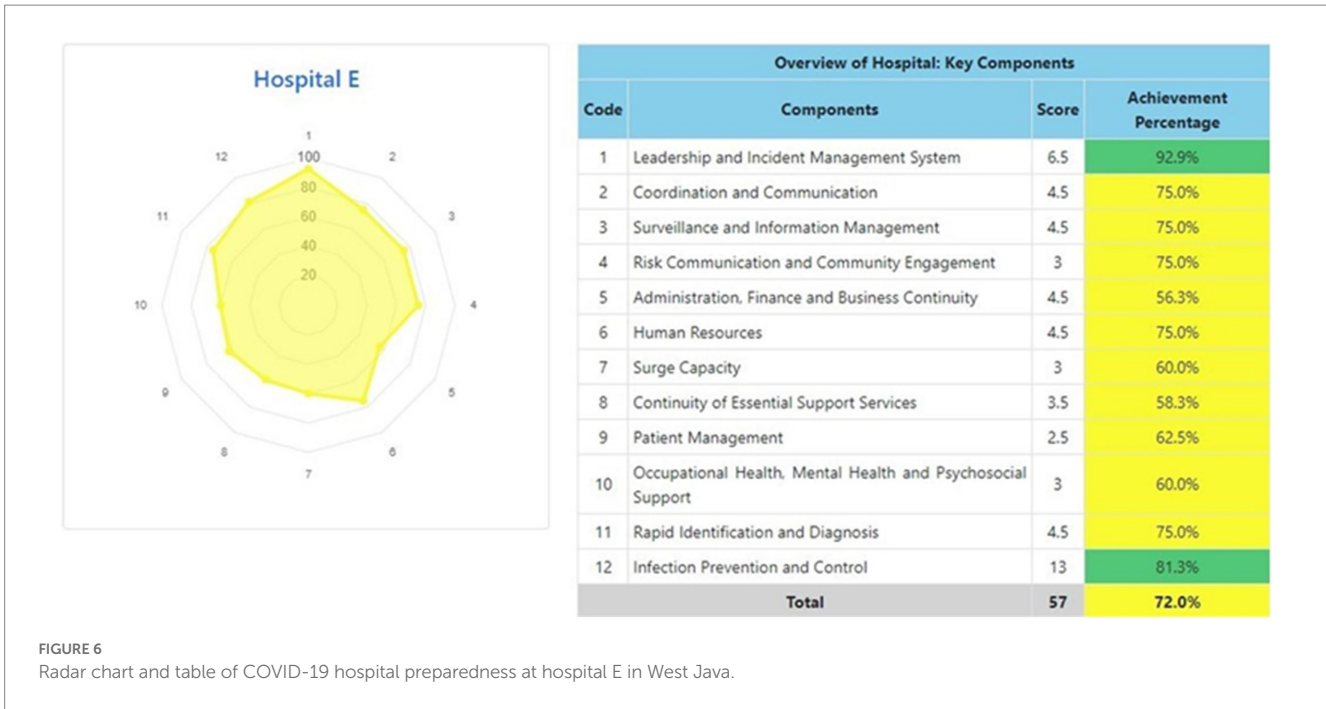 Hospital E
1
12
100
2
80
11
60
3
40
20
10
4
9
5
8
6
7
Overview of Hospital: Key Components
Code Components Score Achievement
Percentage
1 Leadership and Incident Management System 6.5 92.9%
2 Coordination and Communication 4.5 75.0%
3 Surveillance and Information Management 4.5 75.0%
4 Risk Communication and Community Engagement 3 75.0%
5 Administration, Finance and Business Continuity 4.5 56.3%
6 Human Resources 4.5 75.0%
7 Surge Capacity 3 60.0%
8 Continuity of Essential Support Services 3.5 58.3%
9 Patient Management 2.5 62.5%
10 Occupational Health, Mental Health and Psychosocial
Support 3 60.0%
11 Rapid Identification and Diagnosis 4.5 75.0%
12 Infection Prevention and Control 13 81.3%
Total 57 72.0%
FIGURE 6
Radar chart and table of COVID-19 hospital preparedness at hospital E in West Java.